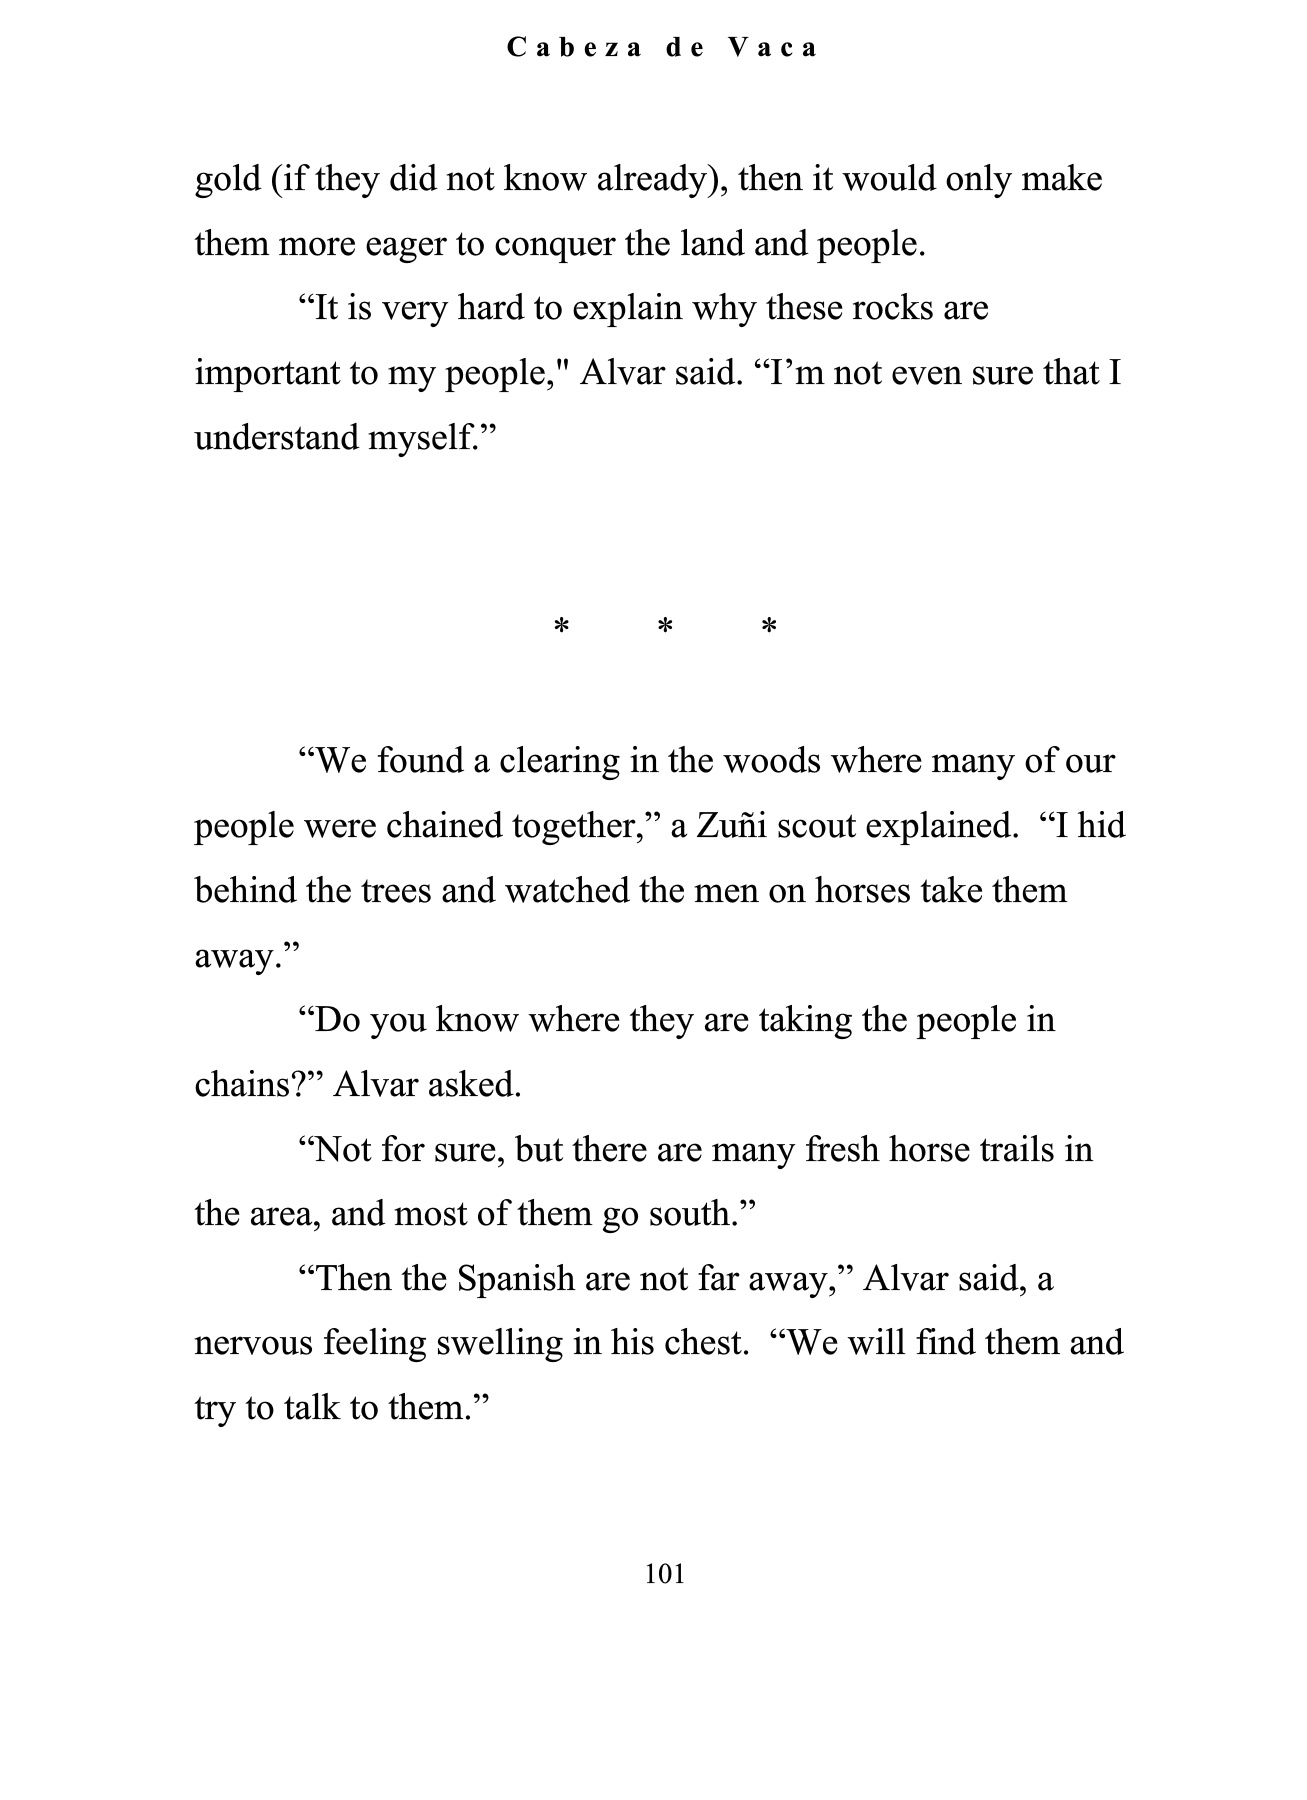 Cabeza de Vaca
gold (if they did not know already), then it would only make
them more eager to conquer the land and people.
“It is very hard to explain why these rocks are
important to my people," Alvar said. “I’m not even sure that I
understand myself.”
* * *
“We found a clearing in the woods where many of our
people were chained together,” a Zuñi scout explained.  “I hid
behind the trees and watched the men on horses take them
away.”
“Do you know where they are taking the people in
chains?” Alvar asked.
“Not for sure, but there are many fresh horse trails in
the area, and most of them go south.”
“Then the Spanish are not far away,” Alvar said, a
nervous feeling swelling in his chest.  “We will find them and
try to talk to them.”
101